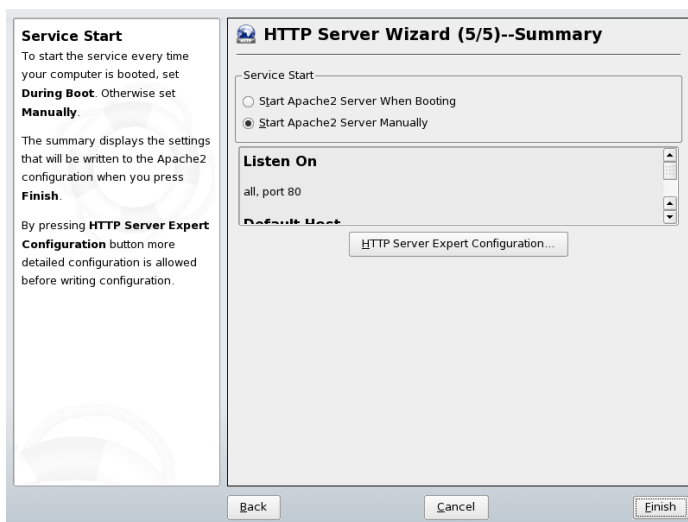 Service Start
To start the service every time
your computer is booted, set
During Boot. Otherwise set
Manually.
The summary displays the settings
that will be written to the Apache2
configuration when you press
Finish.
By pressing HTTP Server Expert
Configuration button more
detailed configuration is allowed
before writing configuration.
HTTP Server Wizard (5/5)--Summary
Service Start
Start Apache2 Server When Booting
Start Apache2 Server Manually
Listen On
all, port 80
Default Host
HTTP Server Expert Configuration...
Back
Cancel
Finish